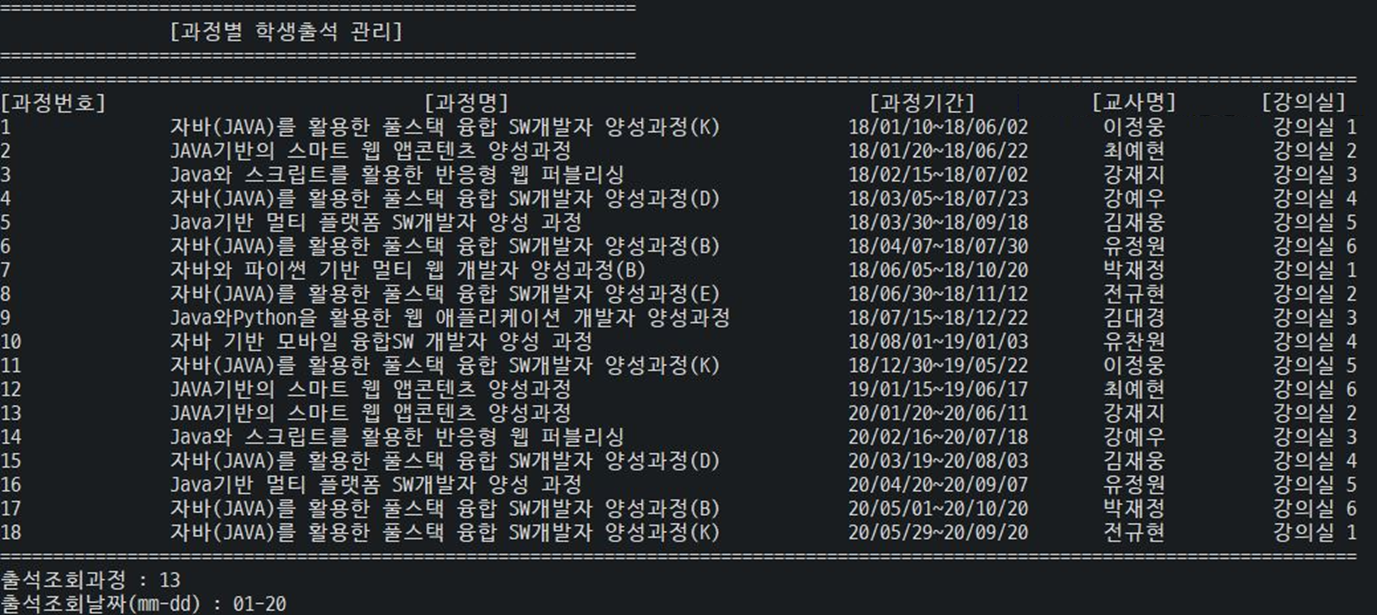 ============================================================
[과정별 학생출석 관리]
============================================================
================================================================================================================================
[과정번호] [과정명] [과정기간] [교사명] [강의실]
1 자바(JAVA)를 활용한 풀스택 융합 SW개발자 양성과정(K) 18/01/10~18/06/02 이정웅 강의실 1
2 JAVA기반의 스마트 웹 앱콘텐츠 양성과정 18/01/20~18/06/22 최예현 강의실 2
3 Java와 스크립트를 활용한 반응형 웹 퍼블리싱 18/02/15~18/07/02 강재지 강의실 3
4 자바(JAVA)를 활용한 풀스택 융합 SW개발자 양성과정(D) 18/03/05~18/07/23 강예우 강의실 4
5 Java기반 멀티 플랫폼 SW개발자 양성 과정 18/03/30~18/09/18 김재웅 강의실 5
6 자바(JAVA)를 활용한 풀스택 융합 SW개발자 양성과정(B) 18/04/07~18/07/30 유정원 강의실 6
7 자바와 파이썬 기반 멀티 웹 개발자 양성과정(B) 18/06/05~18/10/20 박재정 강의실 1
8 자바(JAVA)를 활용한 풀스택 융합 SW개발자 양성과정(E) 18/06/30~18/11/12 전규현 강의실 2
9 Java와Python을 활용한 웹 애플리케이션 개발자 양성과정 18/07/15~18/12/22 김대경 강의실 3
10 자바 기반 모바일 융합SW 개발자 양성 과정 18/08/01~19/01/03 유찬원 강의실 4
11 자바(JAVA)를 활용한 풀스택 융합 SW개발자 양성과정(K) 18/12/30~19/05/22 이정웅 강의실 5
12 JAVA기반의 스마트 웹 앱콘텐츠 양성과정 19/01/15~19/06/17 최예현 강의실 6
13 JAVA기반의 스마트 웹 앱콘텐츠 양성과정 20/01/20~20/06/11 강재지 강의실 2
14 Java와 스크립트를 활용한 반응형 웹 퍼블리싱 20/02/16~20/07/18 강예우 강의실 3
15 자바(JAVA)를 활용한 풀스택 융합 SW개발자 양성과정(D) 20/03/19~20/08/03 김재웅 강의실 4
16 Java기반 멀티 플랫폼 SW개발자 양성 과정 20/04/20~20/09/07 유정원 강의실 5
17 자바(JAVA)를 활용한 풀스택 융합 SW개발자 양성과정(B) 20/05/01~20/10/20 박재정 강의실 6
18 자바(JAVA)를 활용한 풀스택 융합 SW개발자 양성과정(K) 20/05/29~20/09/20 전규현 강의실 1
================================================================================================================================
출석조회과정 : 13
출석조회날짜(mm-dd) : 01-20